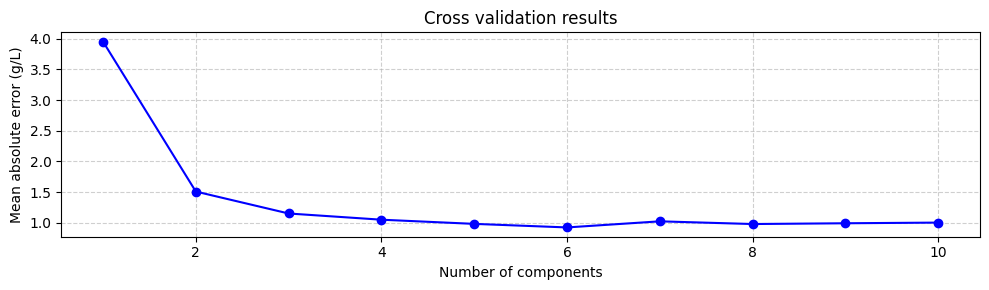 Cross validation results
Mean absolute error (g/L)
4.0
3.5
3.0
2.5
2.0
1.5
1.0
2 4 6 8 10
Number of components